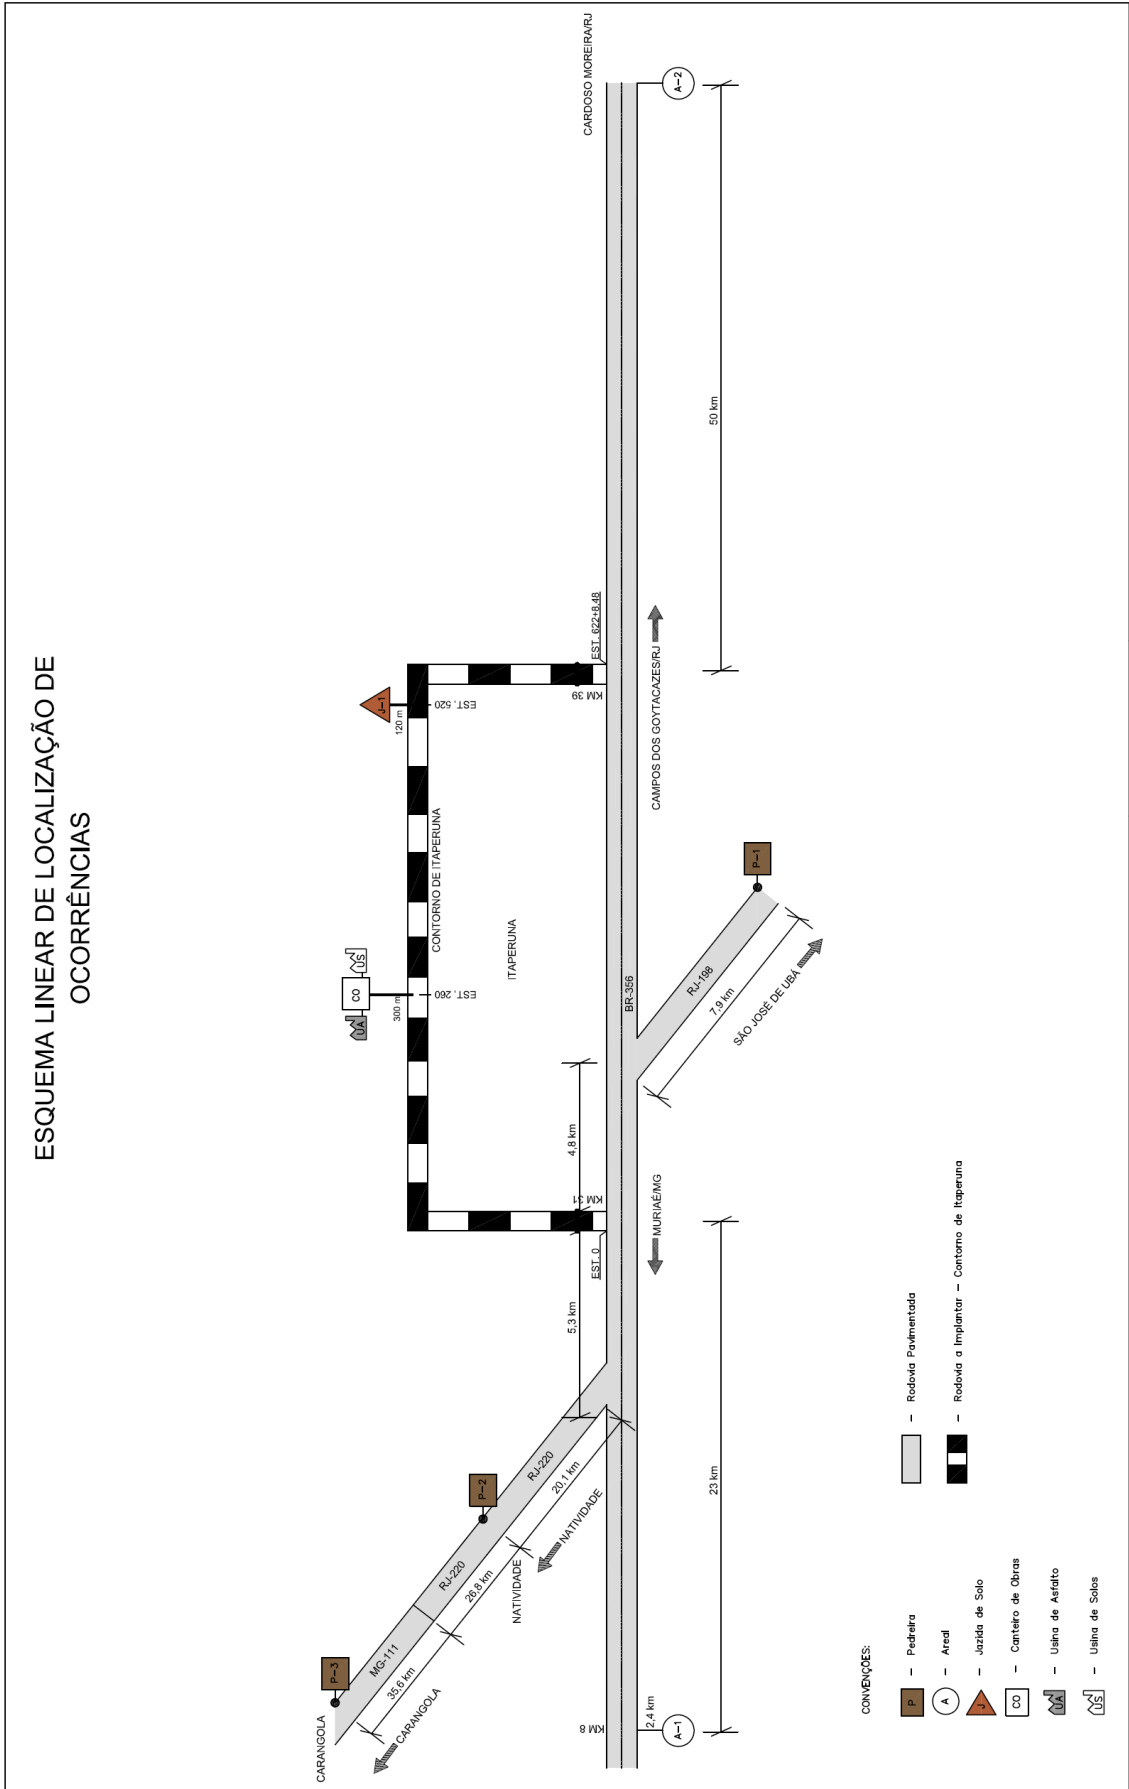 ESQUEMA LINEAR DE LOCALIZAÇÃO DE
OCORRÊNCIAS
CARANGOLA
P-3
MG-111
35,6 km
CARANGOLA
RJ-220
26,8 km
NATIVIDADE
P-2
RJ-220
20,1 km
NATIVIDADE
5,3 km
EST. 0
KM 31
4,8 km
UA
CO
US
300 m
EST. 260
CONTORNO DE ITAPERUNA
ITAPERUNA
J-1
120 m
EST. 520
KM 39
EST. 622+8.48
CARDOSO MOREIRA/RJ
A-2
50 km
CAMPOS DOS GOYTACAZES/RJ
BR-356
P-1
RJ-198
7,9 km
SÃO JOSÉ DE UBÁ
MURIAÉ/MG
23 km
KM 8
2,4 km
A-1
CONVENÇÕES:
P – Pedreira
A – Areal
J – Jazida de Solo
CO – Canteiro de Obras
UA – Usina de Asfalto
US – Usina de Solos
– Rodovia Pavimentada
– Rodovia a Implantar – Contorno de Itaperuna